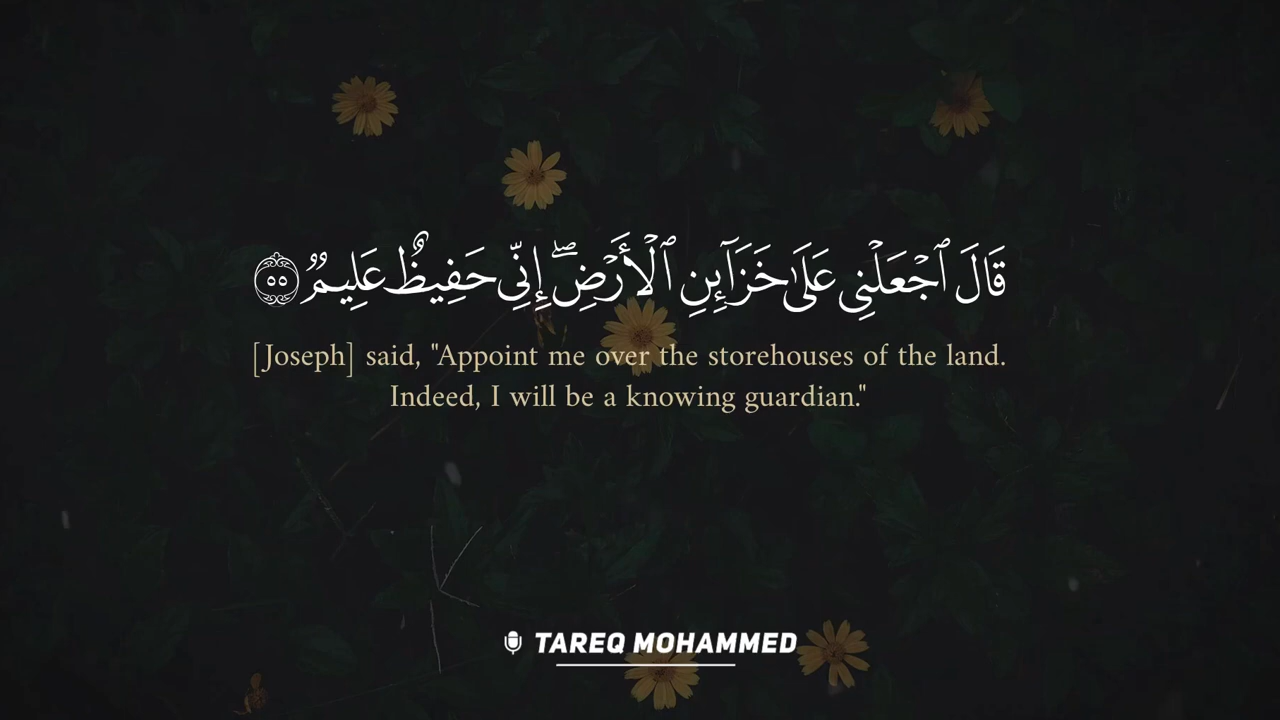 قَالَ ٱجْعَلْنِى عَلَىٰ خَزَآئِنِ ٱلْأَرْضِ ۖ إِنِّى حَفِيظٌ عَلِيمٌ ٥٥
[Joseph] said, "Appoint me over the storehouses of the land.
Indeed, I will be a knowing guardian."
TAREQ MOHAMMED